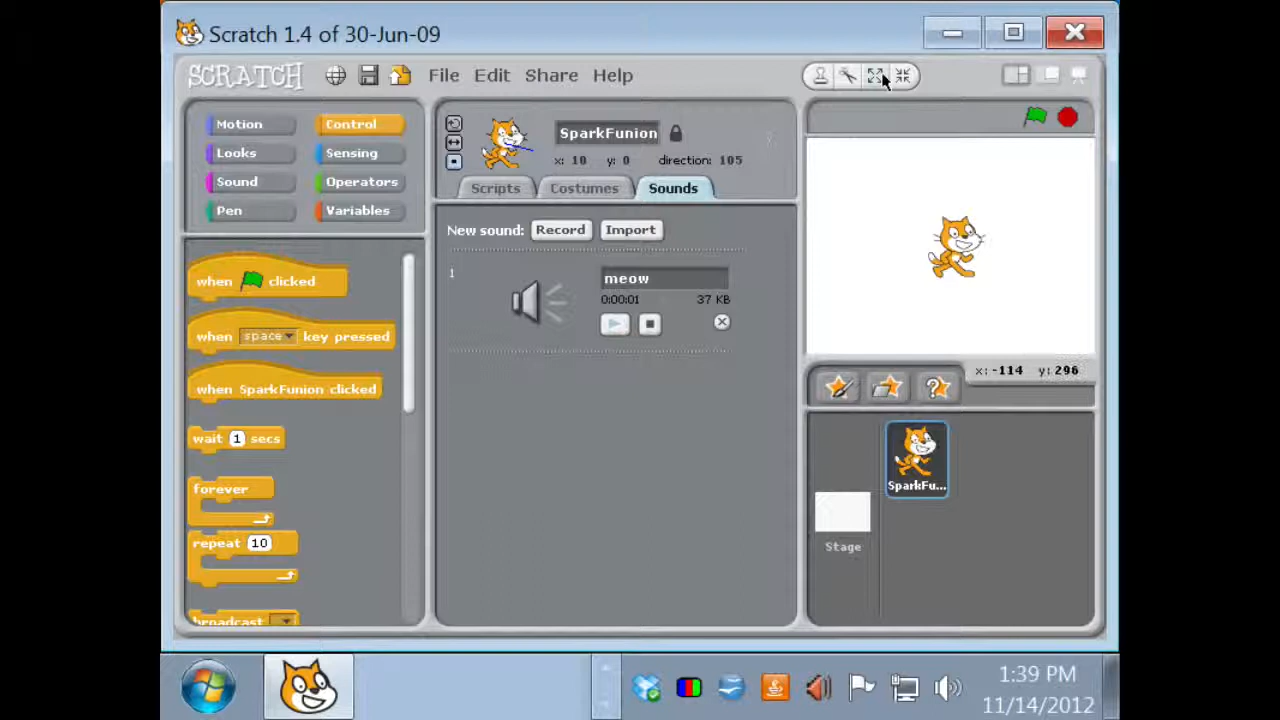 Scratch 1.4 of 30-Jun-09
SCRATCH File Edit Share Help
Motion Control
Looks Sensing
Sound Operators
Pen Variables
SparkFunion
x: 10 y: 0 direction: 105
Scripts Costumes Sounds
New sound: Record Import
1
meow
0:00:01 37 KB
when clicked
when space key pressed
when SparkFunion clicked
wait 1 secs
forever
repeat 10
broadcast
x: -114 y: 296
SparkFu...
Stage
1:39 PM
11/14/2012